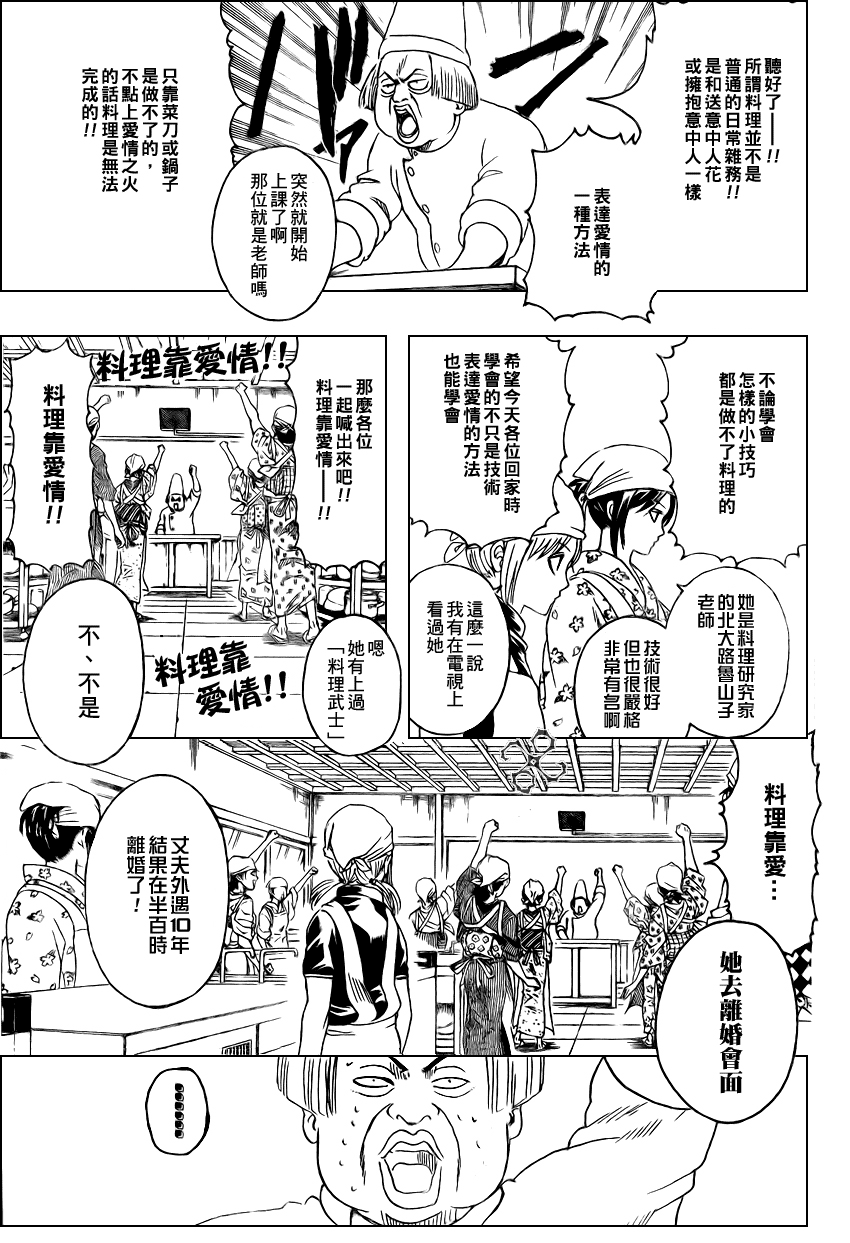 聽好了——!!
所謂料理並不是
普通的日常雜務!!
是和送意中人花
或擁抱意中人一樣
表達愛情的
一種方法
突然就開始
上課了啊
那位就是老師嗎
只靠菜刀或鍋子
是做不了的，
不點上愛情之火
的話料理是無法
完成的!!
不論學會
怎樣的小技巧
都是做不了料理的
希望今天各位回家時
學會的不只是技術
表達愛情的方法
也能學會
她是料理研究家
的北大路魯山子
老師
技術很好
但也很嚴格
非常有名啊
這麼一說
我有在電視上
看過她
那麼各位
一起喊出來吧!!
料理靠愛情——!!
料理靠愛情!!
料理靠愛情!!
嗯
她有上過
「料理武士」
料理靠
愛情!!
不、不是
料理靠愛…
她去離婚會面
丈夫外遇10年
結果在半百時
離婚了!